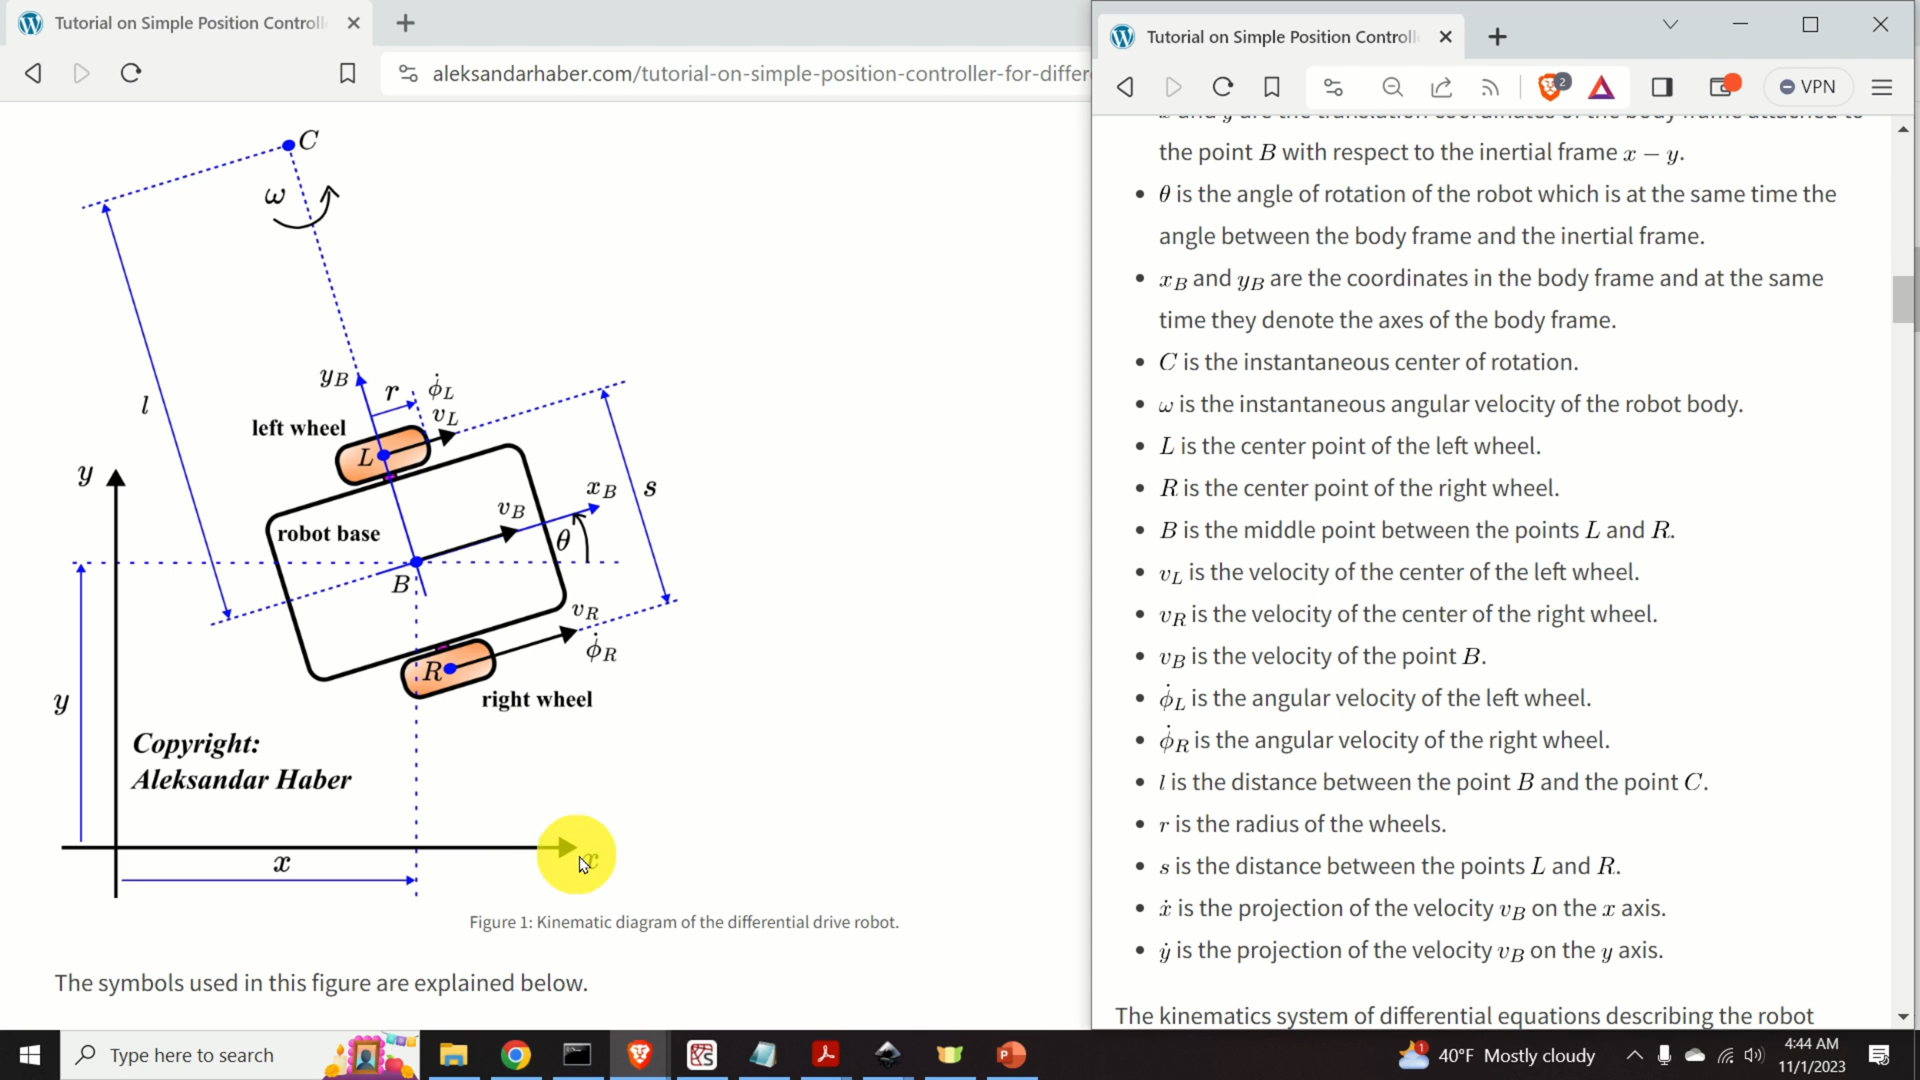 Tutorial on Simple Position Controll
aleksandarhaber.com/tutorial-on-simple-position-controller-for-differ
C
ω
l
y_B
r
ϕ̇_L
v_L
left wheel
L
s
x_B
v_B
θ
robot base
B
v_R
ϕ̇_R
R
right wheel
y
y
Copyright:
Aleksandar Haber
x
x
Figure 1: Kinematic diagram of the differential drive robot.
The symbols used in this figure are explained below.
Tutorial on Simple Position Controll
2
VPN
x and y are the translation coordinates of the body frame attached to
the point B with respect to the inertial frame x − y.
• θ is the angle of rotation of the robot which is at the same time the
angle between the body frame and the inertial frame.
• x_B and y_B are the coordinates in the body frame and at the same
time they denote the axes of the body frame.
• C is the instantaneous center of rotation.
• ω is the instantaneous angular velocity of the robot body.
• L is the center point of the left wheel.
• R is the center point of the right wheel.
• B is the middle point between the points L and R.
• v_L is the velocity of the center of the left wheel.
• v_R is the velocity of the center of the right wheel.
• v_B is the velocity of the point B.
• ϕ̇_L is the angular velocity of the left wheel.
• ϕ̇_R is the angular velocity of the right wheel.
• l is the distance between the point B and the point C.
• r is the radius of the wheels.
• s is the distance between the points L and R.
• ẋ is the projection of the velocity v_B on the x axis.
• ẏ is the projection of the velocity v_B on the y axis.
The kinematics system of differential equations describing the robot
Type here to search
1
40°F Mostly cloudy
4:44 AM
11/1/2023